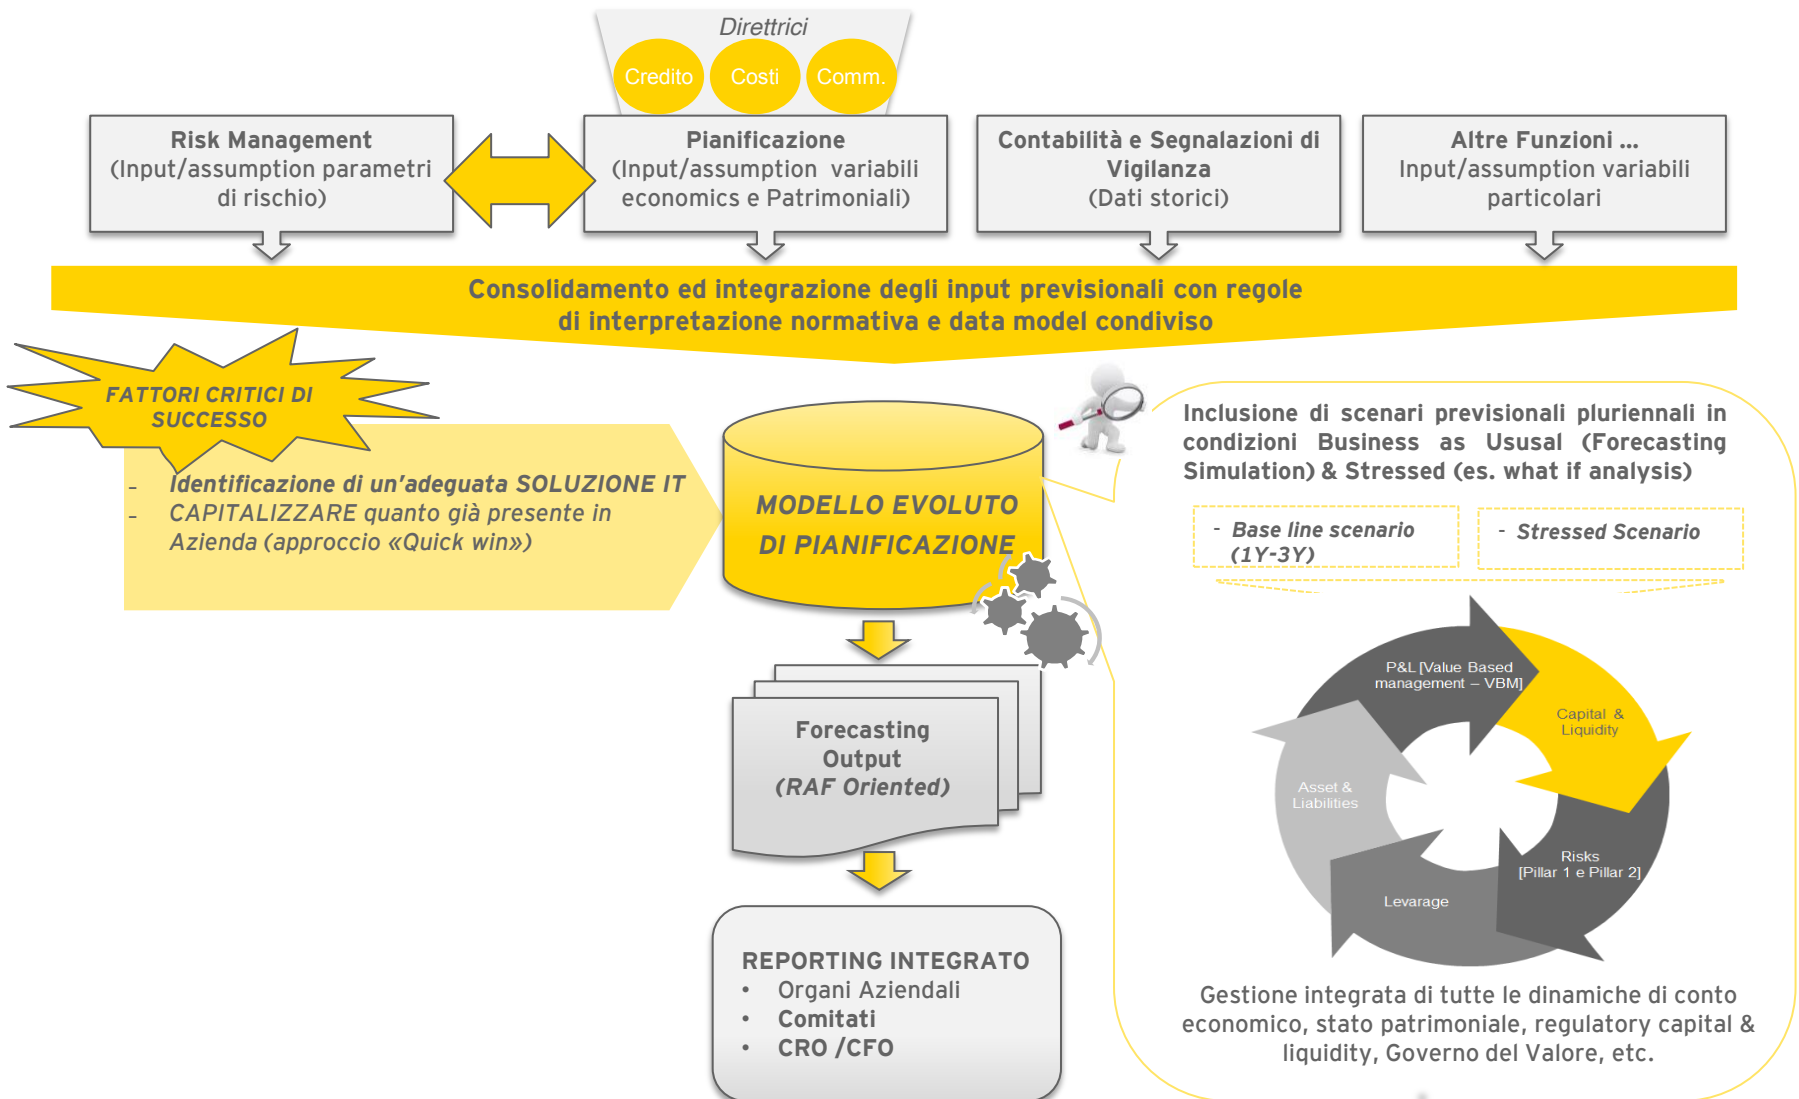 Direttrici
Credito
Costi
Comm.
Risk Management
(Input/assumption parametri
di rischio)
Pianificazione
(Input/assumption variabili
economics e Patrimoniali)
Contabilità e Segnalazioni di
Vigilanza
(Dati storici)
Altre Funzioni ...
Input/assumption variabili
particolari
Consolidamento ed integrazione degli input previsionali con regole
di interpretazione normativa e data model condiviso
FATTORI CRITICI DI
SUCCESSO
- Identificazione di un'adeguata SOLUZIONE IT
- CAPITALIZZARE quanto già presente in
Azienda (approccio «Quick win»)
MODELLO EVOLUTO
DI PIANIFICAZIONE
Forecasting
Output
(RAF Oriented)
REPORTING INTEGRATO
• Organi Aziendali
• Comitati
• CRO /CFO
Inclusione di scenari previsionali pluriennali in
condizioni Business as Ususal (Forecasting
Simulation) & Stressed (es. what if analysis)
- Base line scenario
(1Y-3Y)
- Stressed Scenario
P&L [Value Based
management – VBM]
Capital &
Liquidity
Risks
[Pillar 1 e Pillar 2]
Levarage
Asset &
Liabilities
Gestione integrata di tutte le dinamiche di conto
economico, stato patrimoniale, regulatory capital &
liquidity, Governo del Valore, etc.